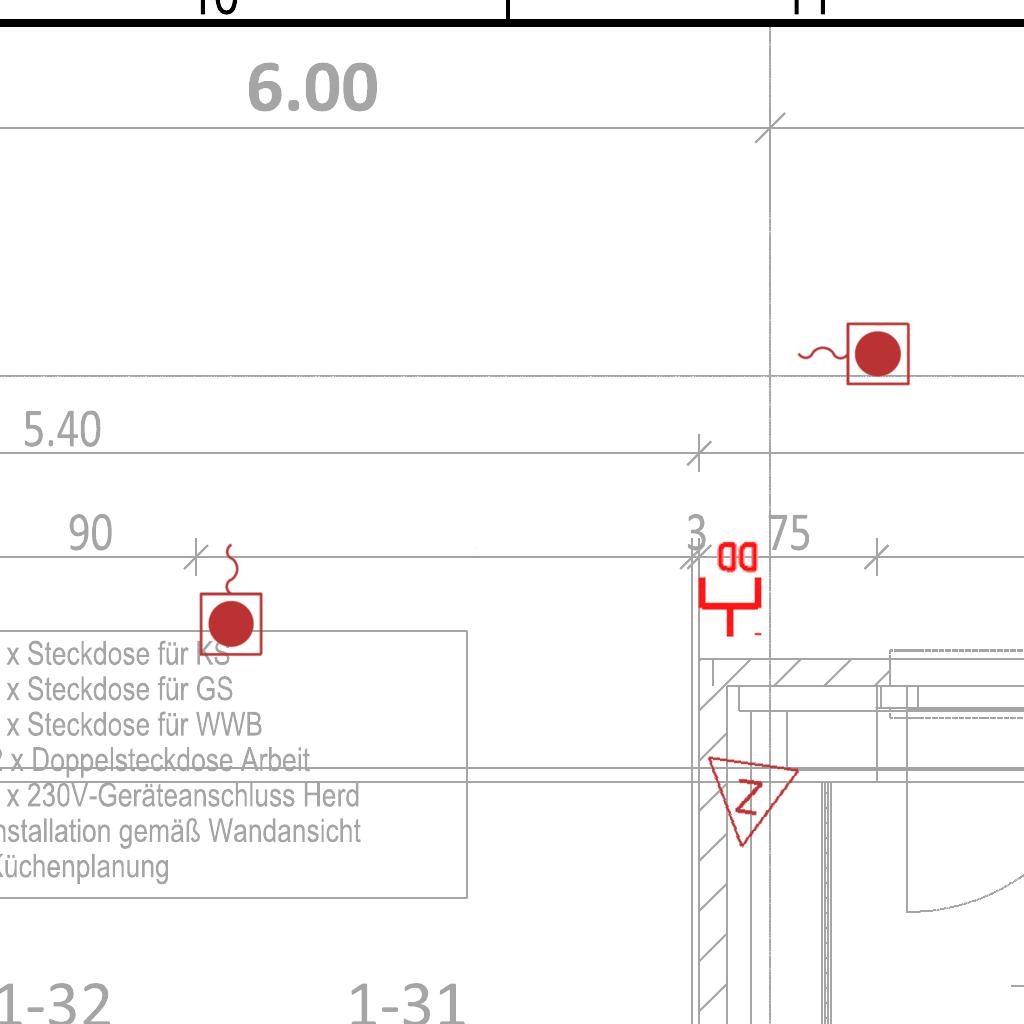 10 11
6.00
5.40
90 3 75
x Steckdose für KS
x Steckdose für GS
x Steckdose für WWB
2 x Doppelsteckdose Arbeit
x 230V-Geräteanschluss Herd
nstallation gemäß Wandansicht
Küchenplanung
Z
1-32 1-31